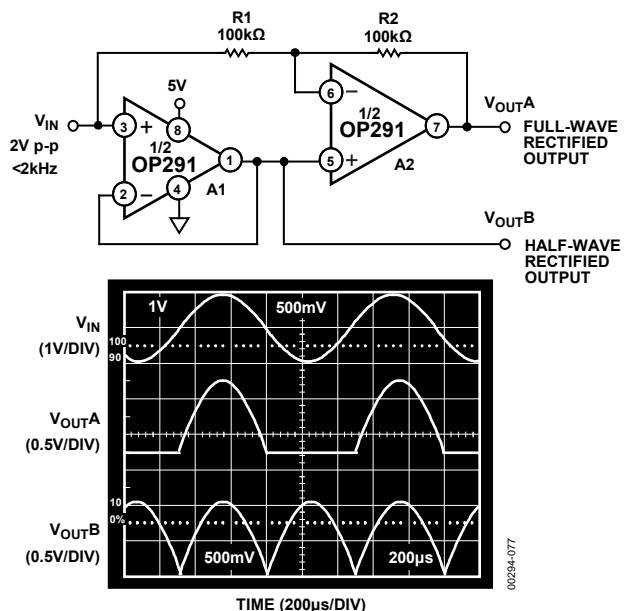 R1
100kΩ
R2
100kΩ
5V
VIN
2V p-p
<2kHz
3
+
8
1/2
OP291
1
2
−
4
A1
6
−
1/2
OP291
7
5
+
A2
VOUTA
FULL-WAVE
RECTIFIED
OUTPUT
VOUTB
HALF-WAVE
RECTIFIED
OUTPUT
1V
500mV
VIN
(1V/DIV)
100
90
VOUTA
(0.5V/DIV)
10
0%
VOUTB
(0.5V/DIV)
500mV
200µs
TIME (200µs/DIV)
00294-077